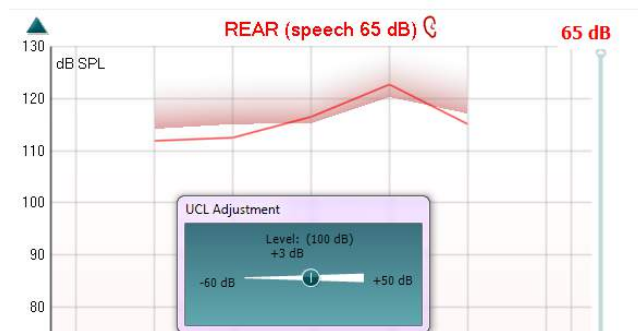 REAR (speech 65 dB)
65 dB
130
dB SPL
120
110
100
UCL Adjustment
Level: (100 dB)
+3 dB
90
-60 dB
+50 dB
80